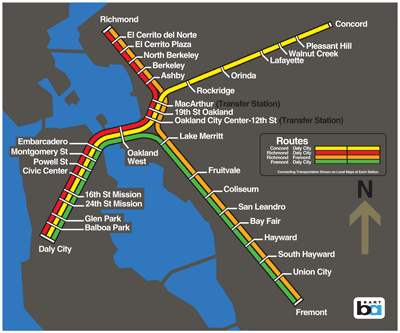 Richmond
El Cerrito del Norte
El Cerrito Plaza
North Berkeley
Berkeley
Ashby
Concord
Pleasant Hill
Walnut Creek
Lafayette
Orinda
Rockridge
MacArthur (Transfer Station)
19th St Oakland
Oakland City Center-12th St (Transfer Station)
Lake Merritt
Embarcadero
Montgomery St
Powell St
Civic Center
Oakland
West
16th St Mission
24th St Mission
Glen Park
Balboa Park
Daly City
Fruitvale
Coliseum
San Leandro
Bay Fair
Hayward
South Hayward
Union City
Fremont
Routes
Concord Daly City
Richmond Daly City
Richmond Fremont
Fremont Daly City
Connecting Transportation Shown on Local Maps at Each Station
N
BART
ba